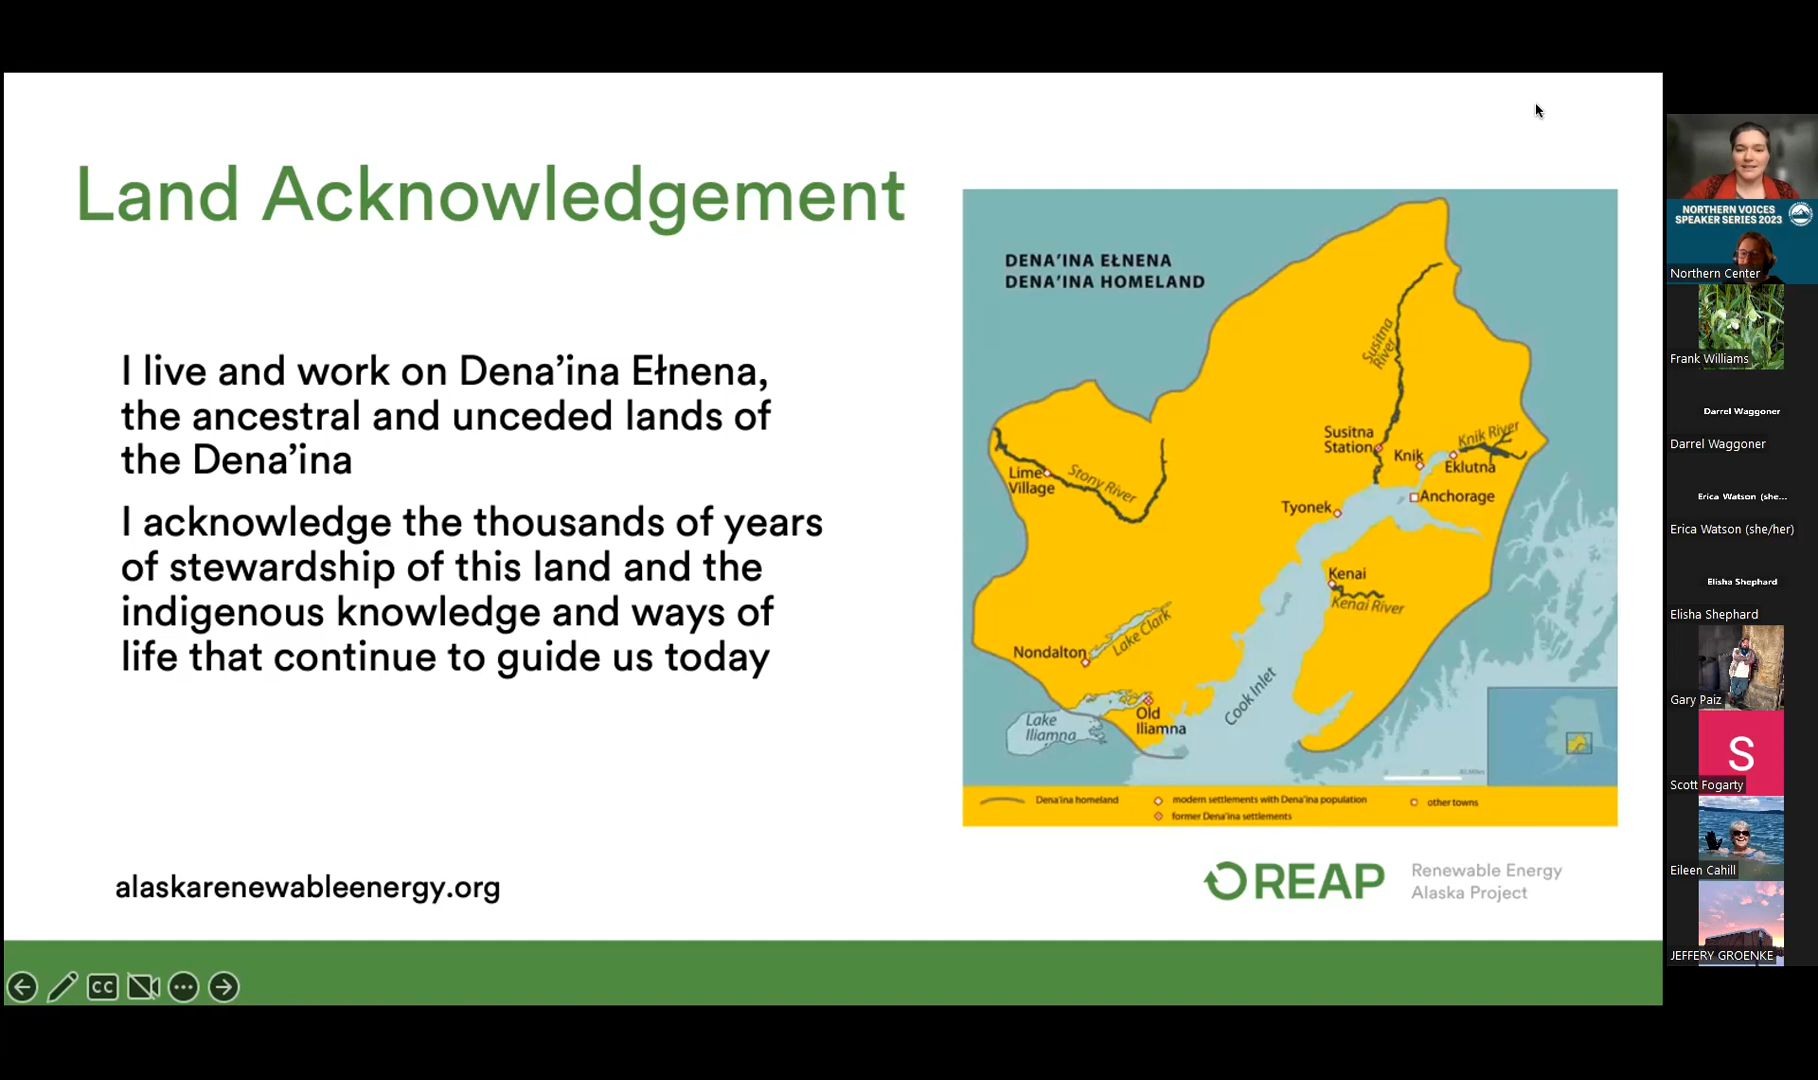 Land Acknowledgement
I live and work on Dena’ina Ełnena,
the ancestral and unceded lands of
the Dena’ina
I acknowledge the thousands of years
of stewardship of this land and the
indigenous knowledge and ways of
life that continue to guide us today
alaskarenewableenergy.org
DENA’INA EŁNENA
DENA’INA HOMELAND
Susitna
River
Susitna
Station
Knik River
Knik
Eklutna
Anchorage
Tyonek
Lime
Village
Stony River
Kenai
Kenai River
Nondalton
Lake Clark
Cook Inlet
Old
Iliamna
Lake
Iliamna
Dena’ina homeland
modern settlements with Dena’ina population
other towns
former Dena’ina settlements
REAP
Renewable Energy
Alaska Project
CC
NORTHERN VOICES
SPEAKER SERIES 2023
Northern Center
Frank Williams
Darrel Waggoner
Darrel Waggoner
Erica Watson (she...
Erica Watson (she/her)
Elisha Shephard
Elisha Shephard
Gary Paiz
S
Scott Fogarty
Eileen Cahill
JEFFERY GROENKE